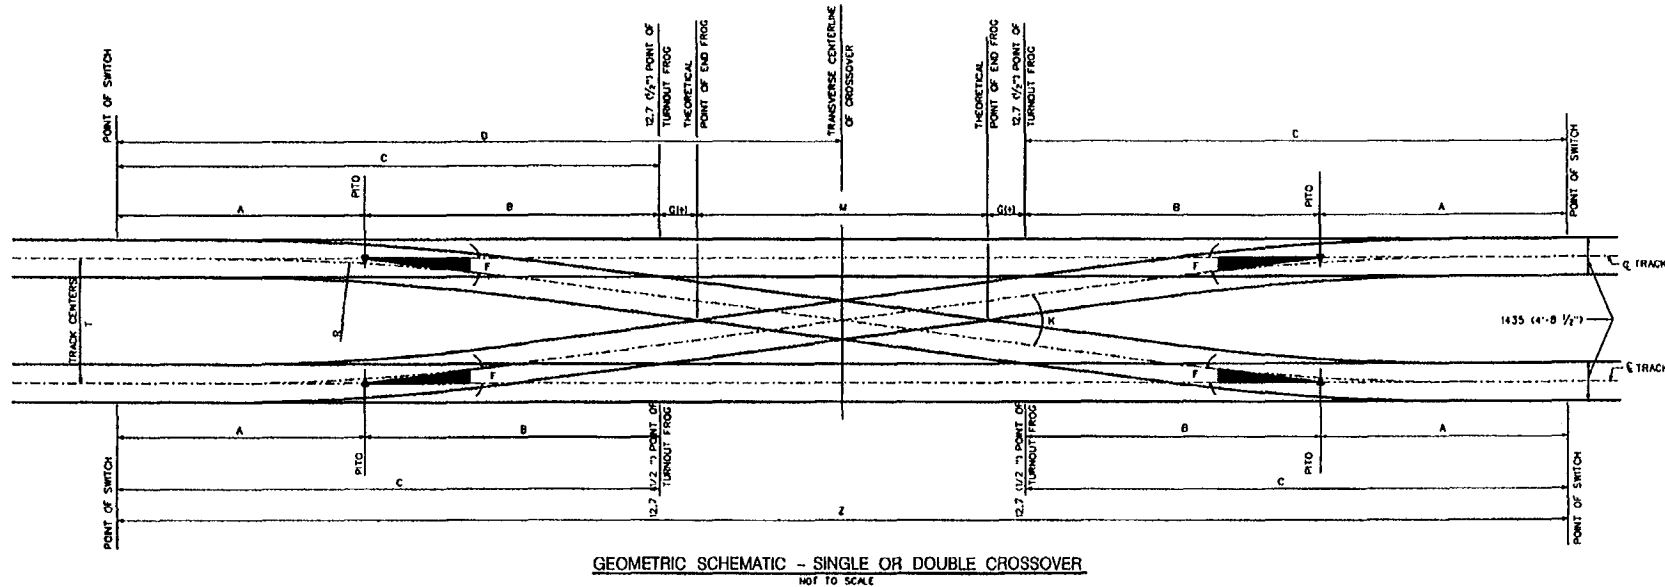 POINT OF SWITCH
12.7 (1/2") POINT OF
TURNOUT FROG
THEORETICAL
POINT OF END FROG
TRANSVERSE CENTERLINE
OF CROSSOVER
THEORETICAL
POINT OF END FROG
12.7 (1/2") POINT OF
TURNOUT FROG
POINT OF SWITCH
D
C
C
PITO
PITO
A
B
G(+)
M
G(+)
B
A
F
F
℄ TRACK
TRACK CENTERS
T
R
K
1435 (4'-8 1/2")
F
F
℄ TRACK
A
B
B
A
PITO
PITO
C
C
POINT OF SWITCH
12.7 (1/2 ") POINT OF
TURNOUT FROG
12.7 (1/2 ") POINT OF
TURNOUT FROG
POINT OF SWITCH
Z
GEOMETRIC SCHEMATIC - SINGLE OR DOUBLE CROSSOVER
NOT TO SCALE